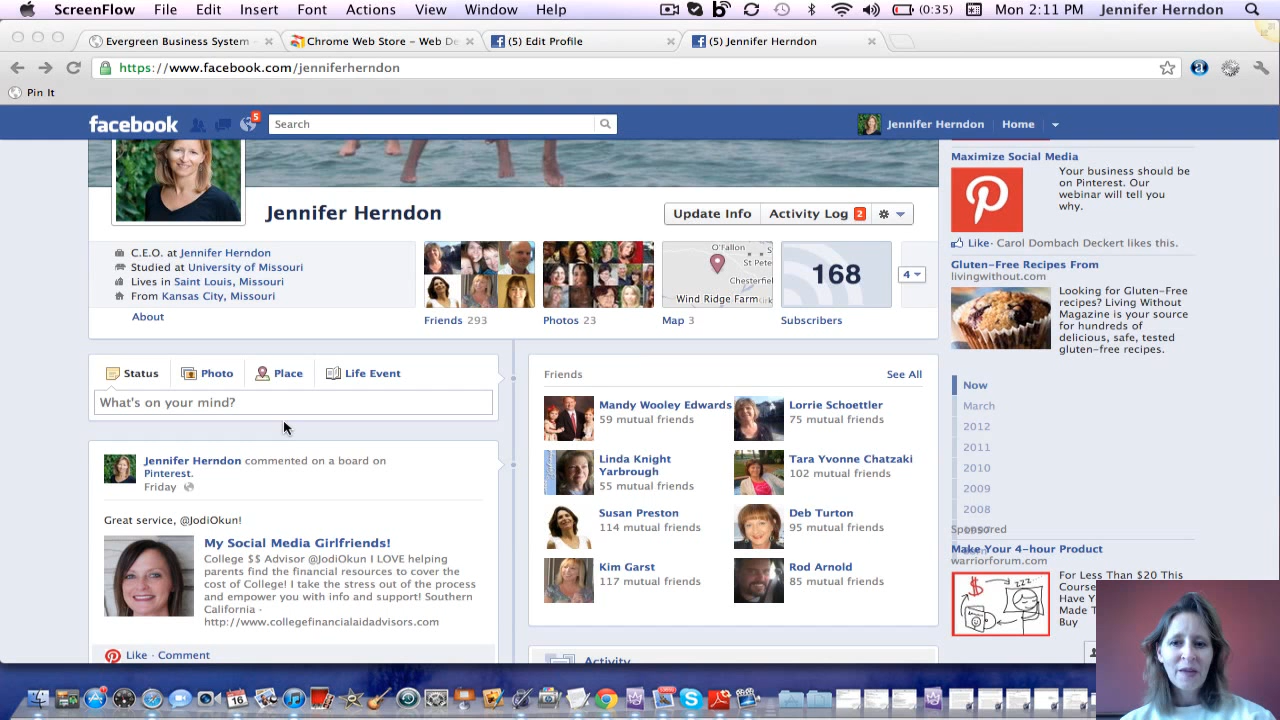 ScreenFlow File Edit Insert Font Actions View Window Help (0:35) Mon 2:11 PM Jennifer Herndon
Evergreen Business System - Chrome Web Store – Web De (5) Edit Profile (5) Jennifer Herndon
https://www.facebook.com/jenniferherndon
Pin It
facebook 5 Search Jennifer Herndon Home
Jennifer Herndon
Update Info Activity Log 2
C.E.O. at Jennifer Herndon
Studied at University of Missouri
Lives in Saint Louis, Missouri
From Kansas City, Missouri
About
Friends 293
Photos 23
O'Fallon
St Pete
Chesterfie
Wind Ridge Farm
Map 3
168
Subscribers
4
Status Photo Place Life Event
What's on your mind?
Jennifer Herndon commented on a board on
Pinterest.
Friday
Great service, @JodiOkun!
My Social Media Girlfriends!
College $$ Advisor @JodiOkun I LOVE helping
parents find the financial resources to cover the
cost of College! I take the stress out of the process
and empower you with info and support! Southern
California ·
http://www.collegefinancialaidadvisors.com
Like · Comment
Friends See All
Mandy Wooley Edwards
59 mutual friends
Lorrie Schoettler
75 mutual friends
Linda Knight
Yarbrough
55 mutual friends
Tara Yvonne Chatzaki
102 mutual friends
Susan Preston
114 mutual friends
Deb Turton
95 mutual friends
Kim Garst
117 mutual friends
Rod Arnold
85 mutual friends
Activity
Maximize Social Media
Your business should be
on Pinterest. Our
webinar will tell you
why.
Like · Carol Dombach Deckert likes this.
Gluten-Free Recipes From
livingwithout.com
Looking for Gluten-Free
recipes? Living Without
Magazine is your source
for hundreds of
delicious, safe, tested
gluten-free recipes.
Now
March
2012
2011
2010
2009
2008
Sponsored
Make Your 4-hour Product
warriorforum.com
$ zzz
For Less Than $20 This
Course
Have Y
Made T
Buy
16